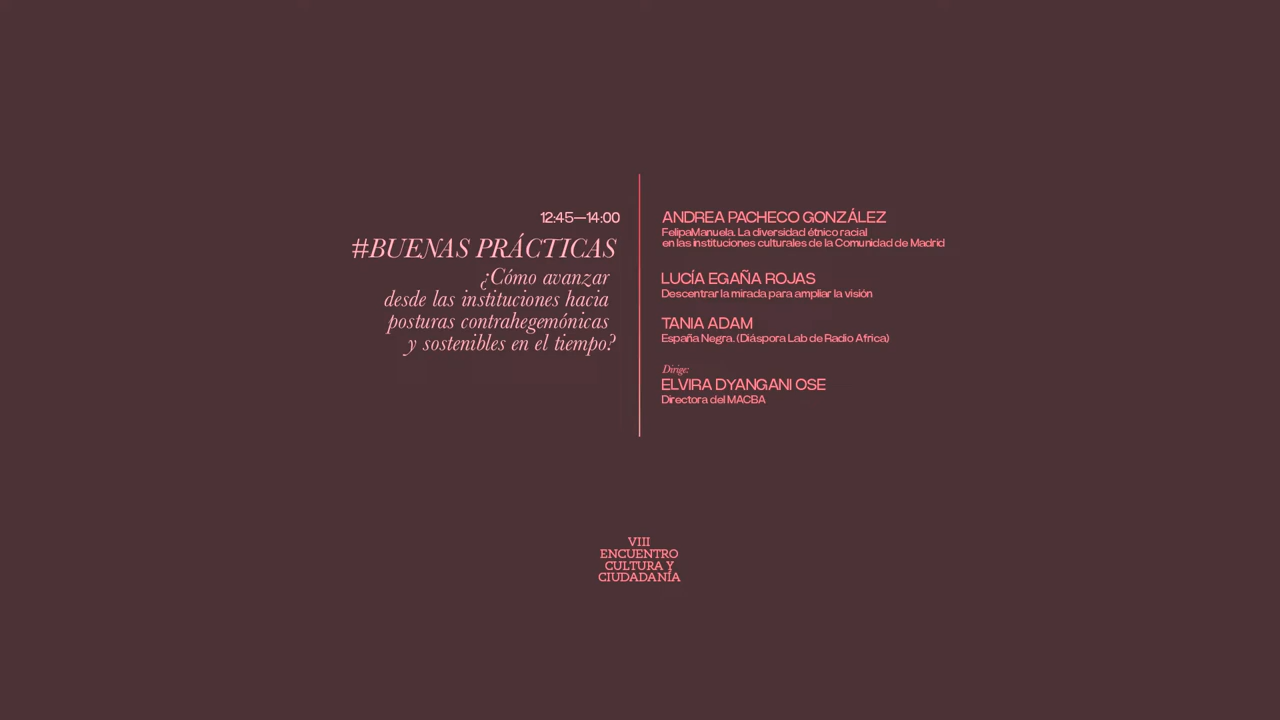 12:45—14:00
#BUENAS PRÁCTICAS
¿Cómo avanzar
desde las instituciones hacia
posturas contrahegemónicas
y sostenibles en el tiempo?
ANDREA PACHECO GONZÁLEZ
FelipaManuela. La diversidad étnico racial
en las instituciones culturales de la Comunidad de Madrid
LUCÍA EGAÑA ROJAS
Descentrar la mirada para ampliar la visión
TANIA ADAM
España Negra. (Diáspora Lab de Radio Africa)
Dirige:
ELVIRA DYANGANI OSE
Directora del MACBA
VIII
ENCUENTRO
CULTURA Y
CIUDADANÍA